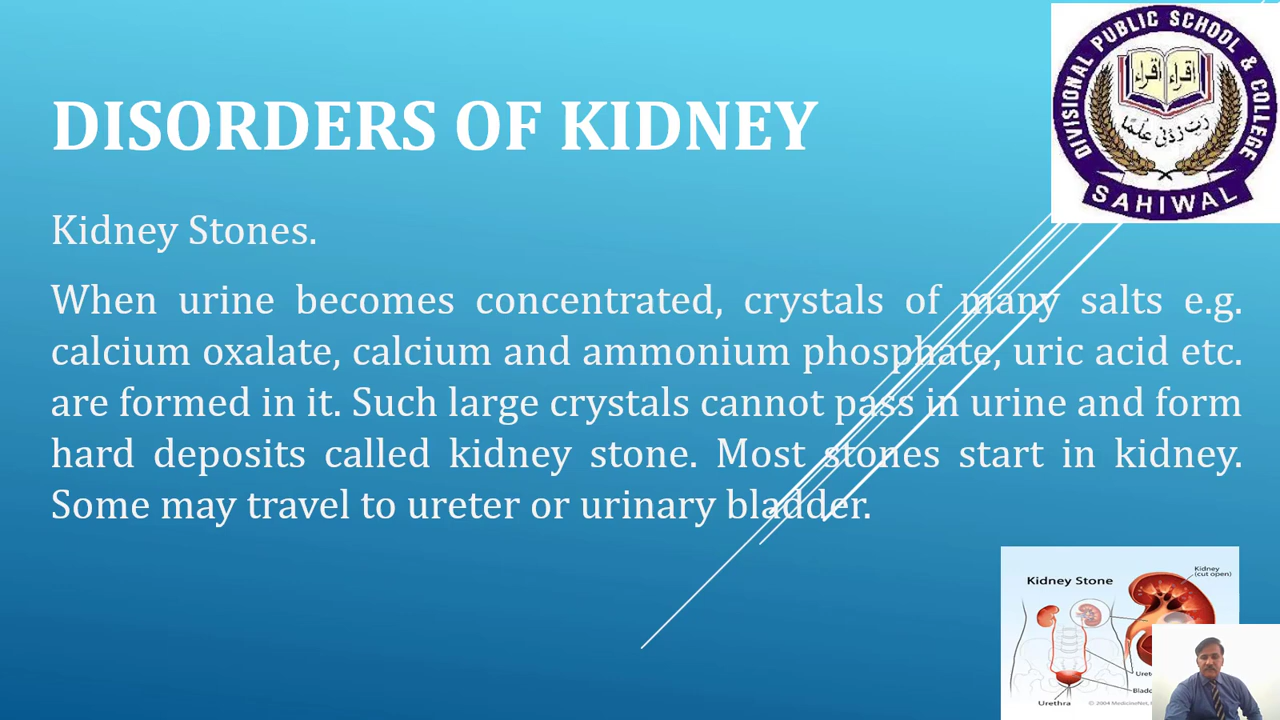 DIVISIONAL PUBLIC SCHOOL & COLLEGE
اقراء اقراء
رَبِّ زِدْنِي عِلْمًا
SAHIWAL
DISORDERS OF KIDNEY
Kidney Stones.
When urine becomes concentrated, crystals of many salts e.g.
calcium oxalate, calcium and ammonium phosphate, uric acid etc.
are formed in it. Such large crystals cannot pass in urine and form
hard deposits called kidney stone. Most stones start in kidney.
Some may travel to ureter or urinary bladder.
Kidney Stone
Kidney
(cut open)
Urethra
© 2004 MedicineNet,